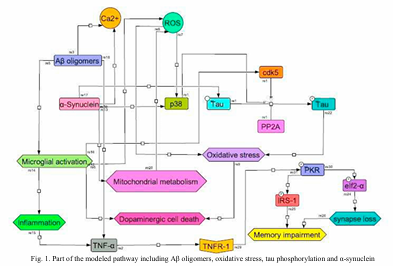 Ca2+
ROS
Aβ oligomers
cdk5
α-Synuclein
p38
Tau
Tau
PP2A
Microglial activation
Oxidative stress
PKR
Mitochondrial metabolism
IRS-1
elf2-α
Inflammation
Dopaminergic cell death
synapse loss
TNF-α
TNFR-1
Memory impairment
Fig. 1. Part of the modeled pathway including Aβ oligomers, oxidative stress, tau phosphorylation and α-synuclein